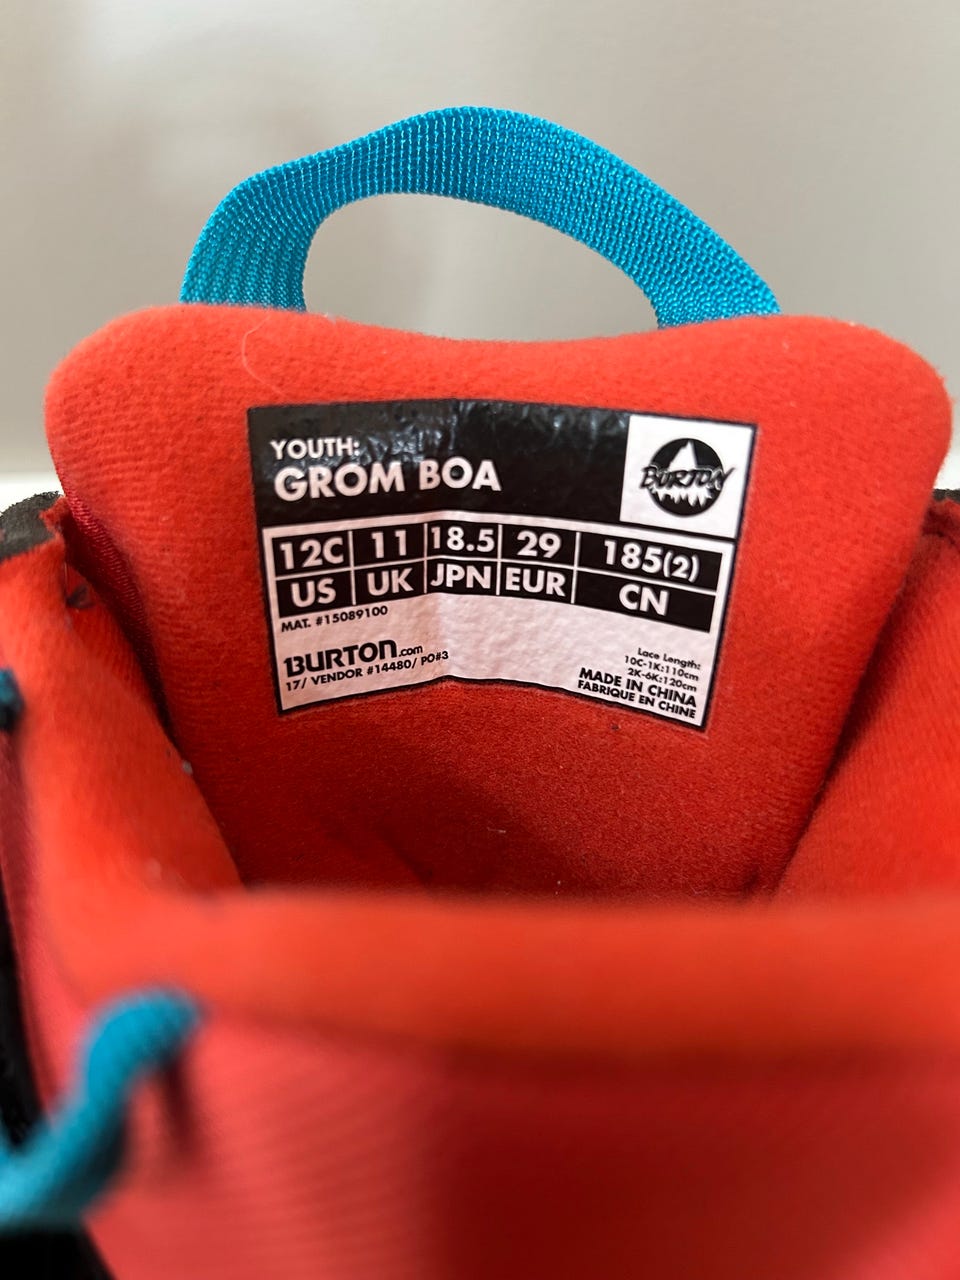 YOUTH:
GROM BOA
BURTON
12C 11 18.5 29 185(2)
US UK JPN EUR CN
MAT. #15089100
BURTON.com
17/ VENDOR #14480/ PO#3
Lace Length:
10C-1K:110cm
2K-6K:120cm
MADE IN CHINA
FABRIQUE EN CHINE